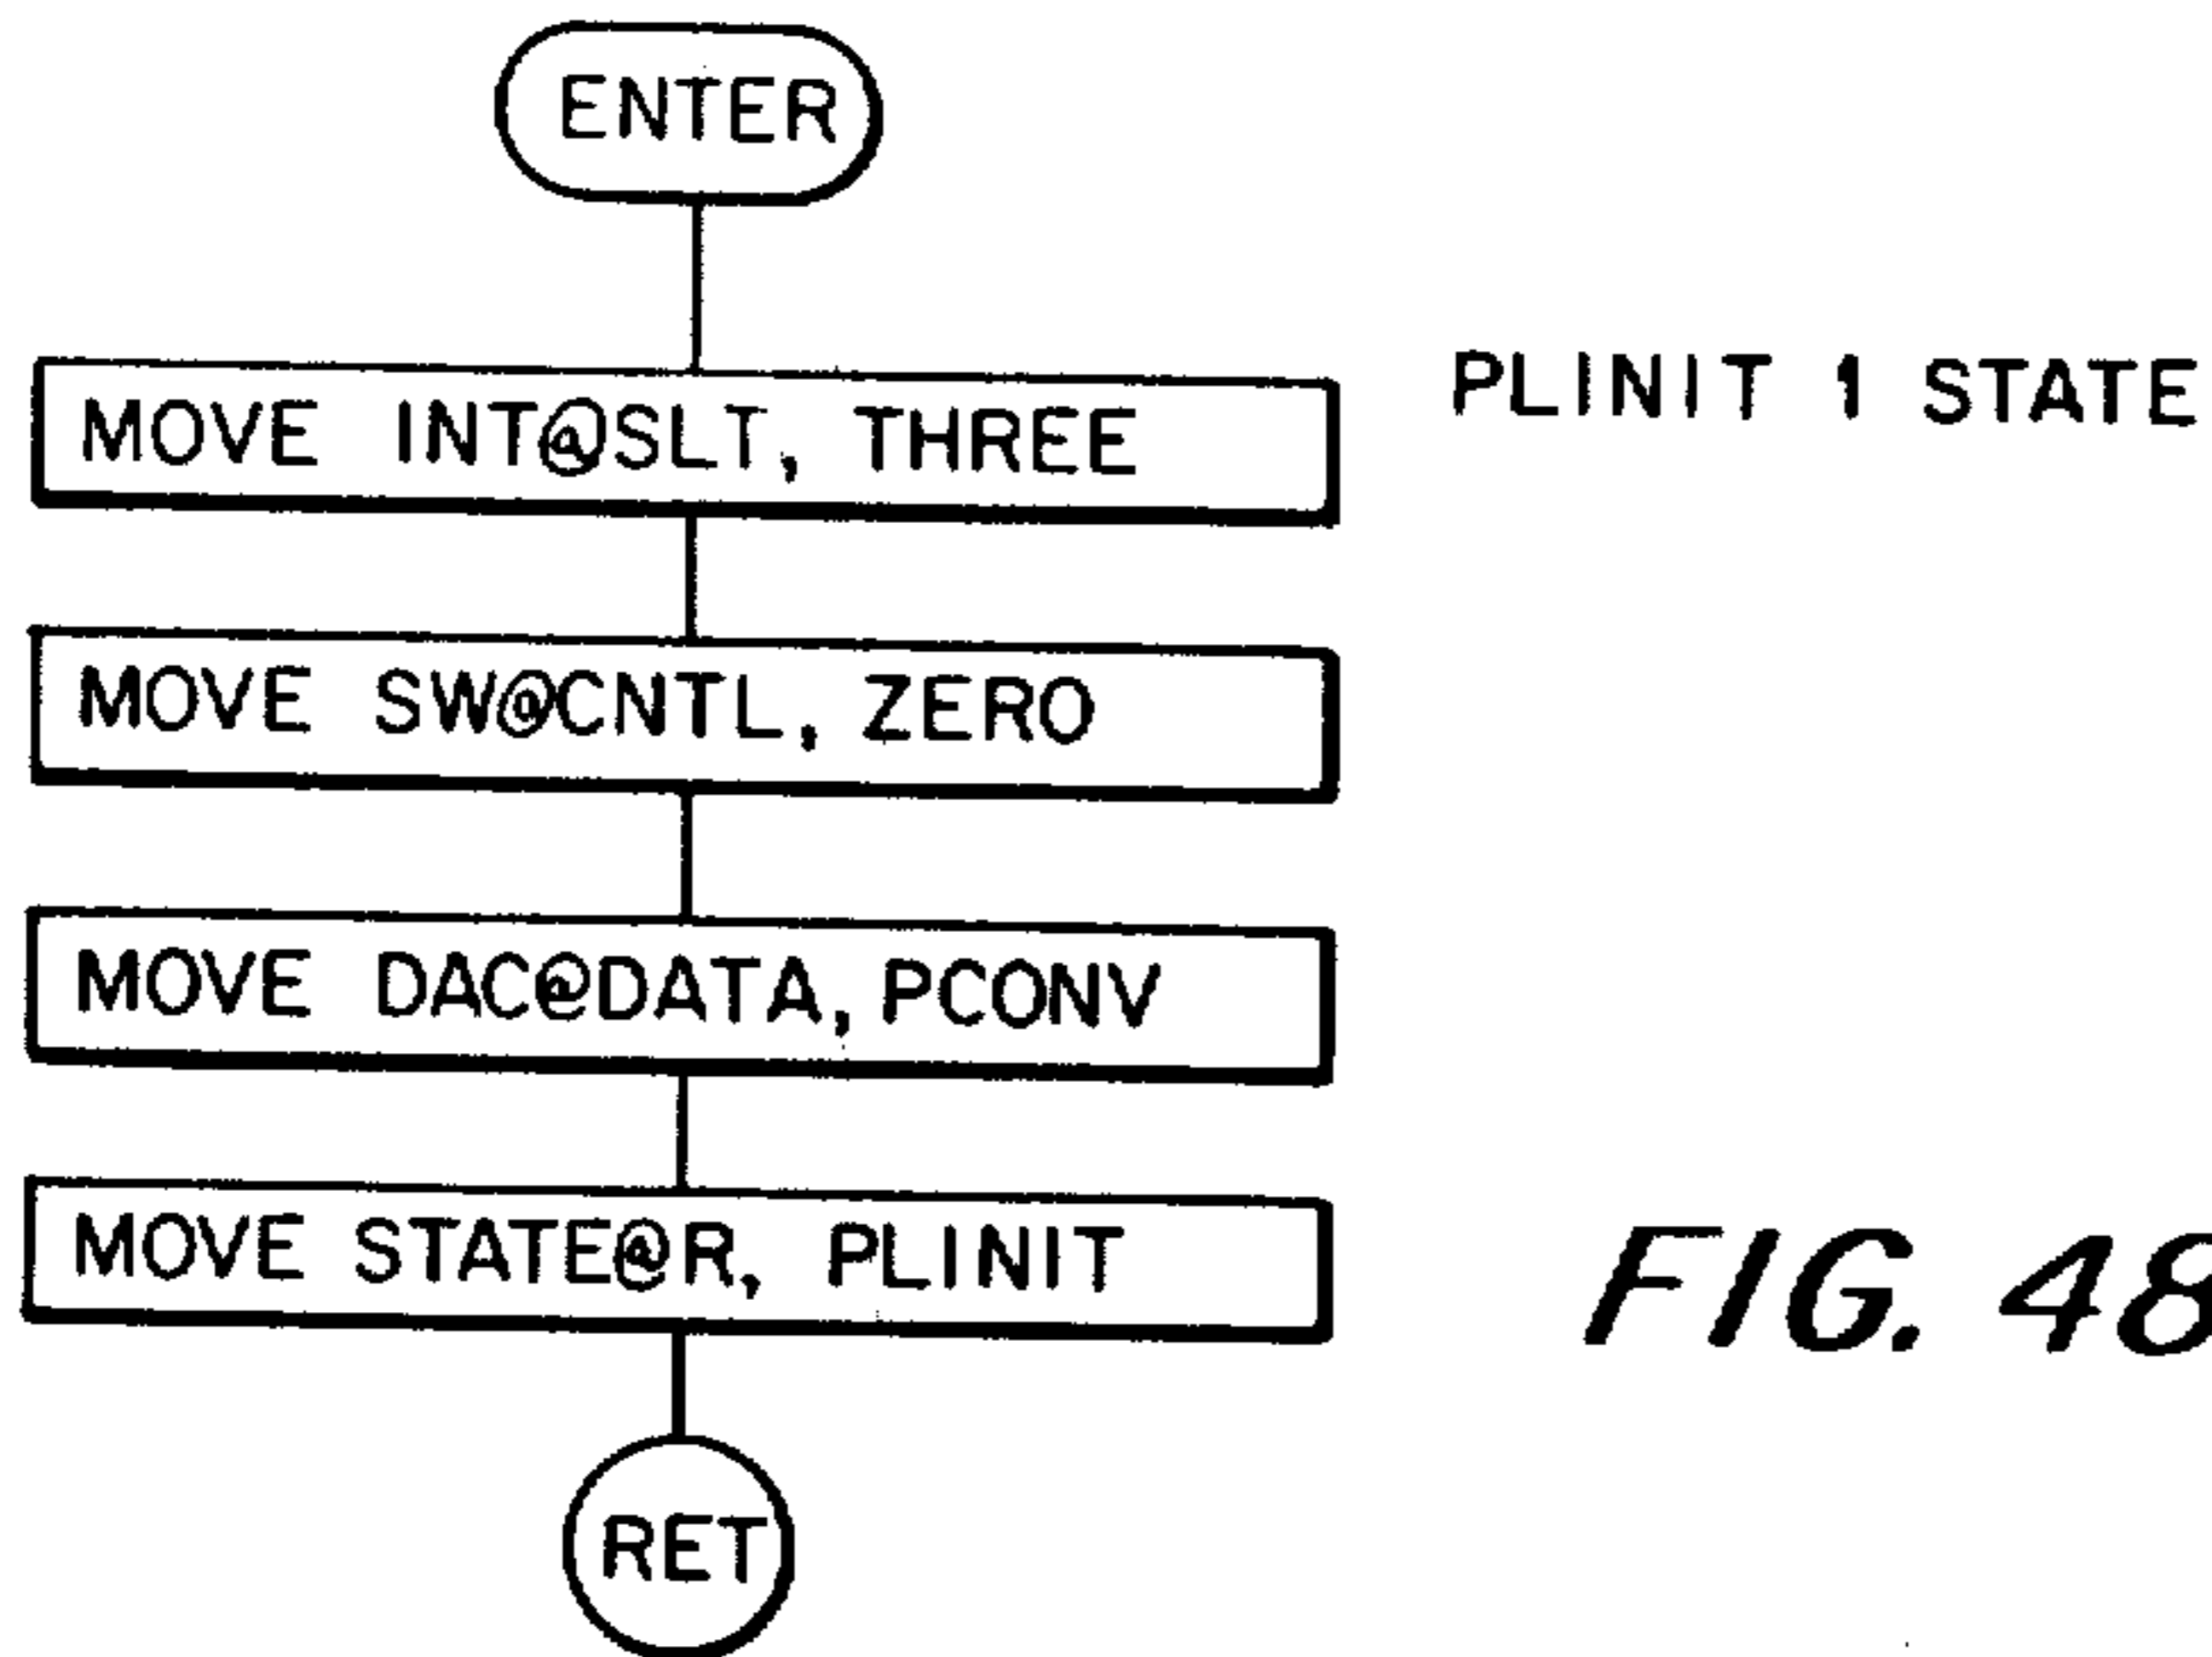 ENTER
MOVE INT@SLT, THREE
PLINIT 1 STATE
MOVE SW@CNTL, ZERO
MOVE DAC@DATA, PCONV
MOVE STATE@R, PLINIT
FIG. 48
RET